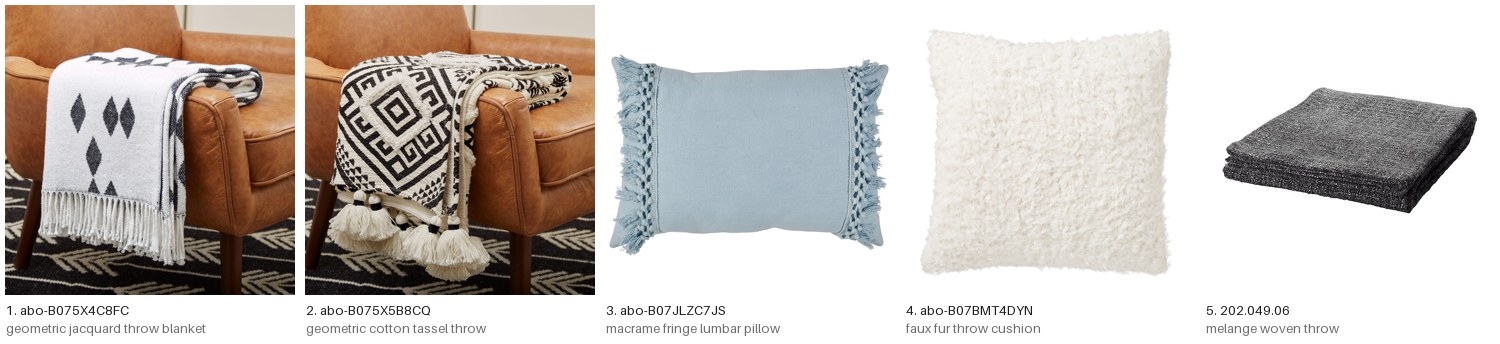 1. abo-B075X4C8FC
geometric jacquard throw blanket
2. abo-B075X5B8CQ
geometric cotton tassel throw
3. abo-B07JLZC7JS
macrame fringe lumbar pillow
4. abo-B07BMT4DYN
faux fur throw cushion
5. 202.049.06
melange woven throw